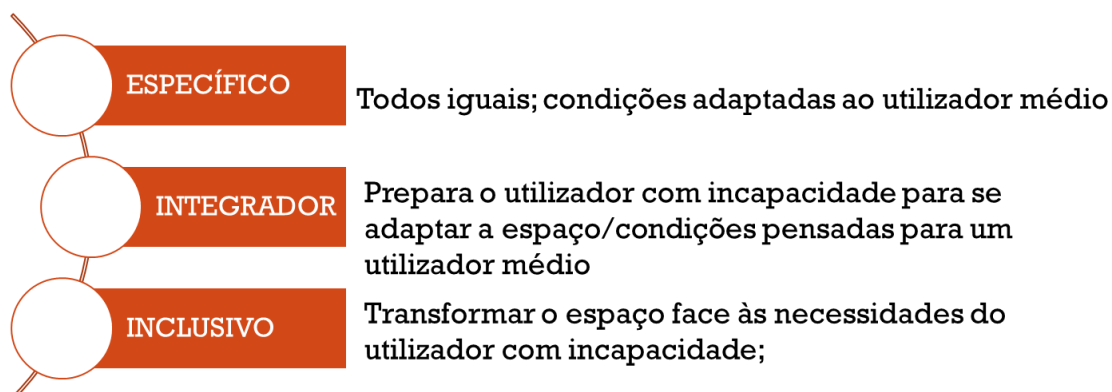 ESPECÍFICO
Todos iguais; condições adaptadas ao utilizador médio
INTEGRADOR
Prepara o utilizador com incapacidade para se
adaptar a espaço/condições pensadas para um
utilizador médio
INCLUSIVO
Transformar o espaço face às necessidades do
utilizador com incapacidade;